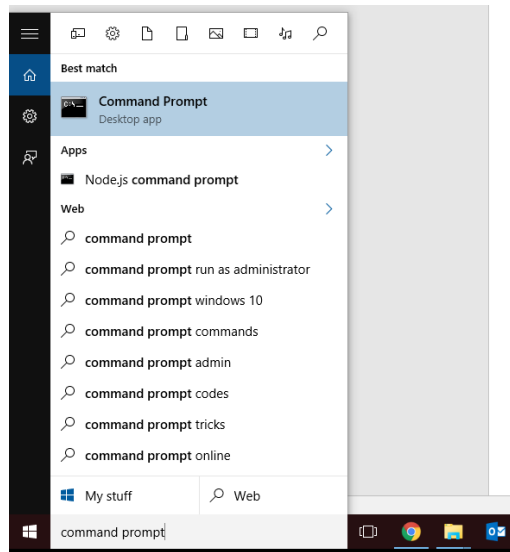 Best match
Command Prompt
Desktop app
Apps
Node.js command prompt
Web
command prompt
command prompt run as administrator
command prompt windows 10
command prompt commands
command prompt admin
command prompt codes
command prompt tricks
command prompt online
My stuff
Web
command prompt